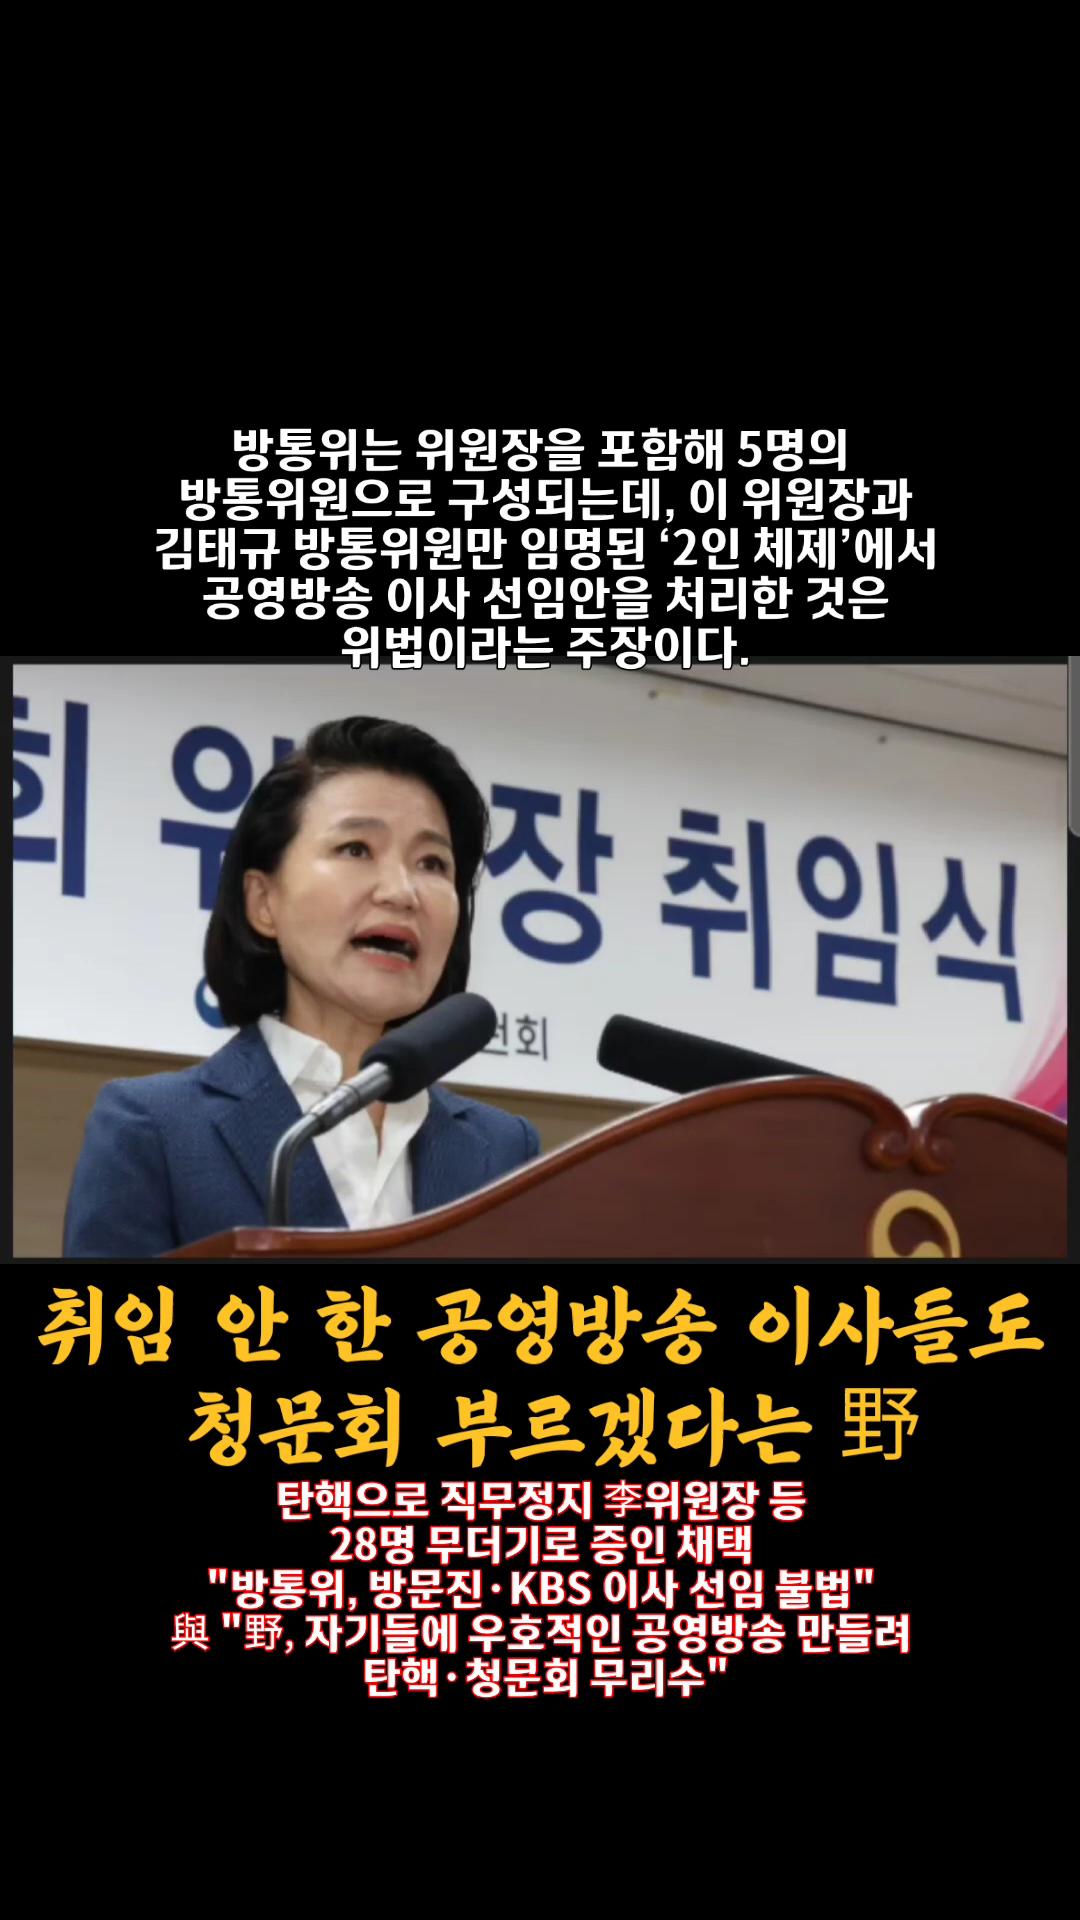 방통위는 위원장을 포함해 5명의
방통위원으로 구성되는데, 이 위원장과
김태규 방통위원만 임명된 ‘2인 체제’에서
공영방송 이사 선임안을 처리한 것은
위법이라는 주장이다.
회 위 장 취임식
원회
취임 안 한 공영방송 이사들도
청문회 부르겠다는 野
탄핵으로 직무정지 李위원장 등
28명 무더기로 증인 채택
"방통위, 방문진·KBS 이사 선임 불법"
與 "野, 자기들에 우호적인 공영방송 만들려
탄핵·청문회 무리수"